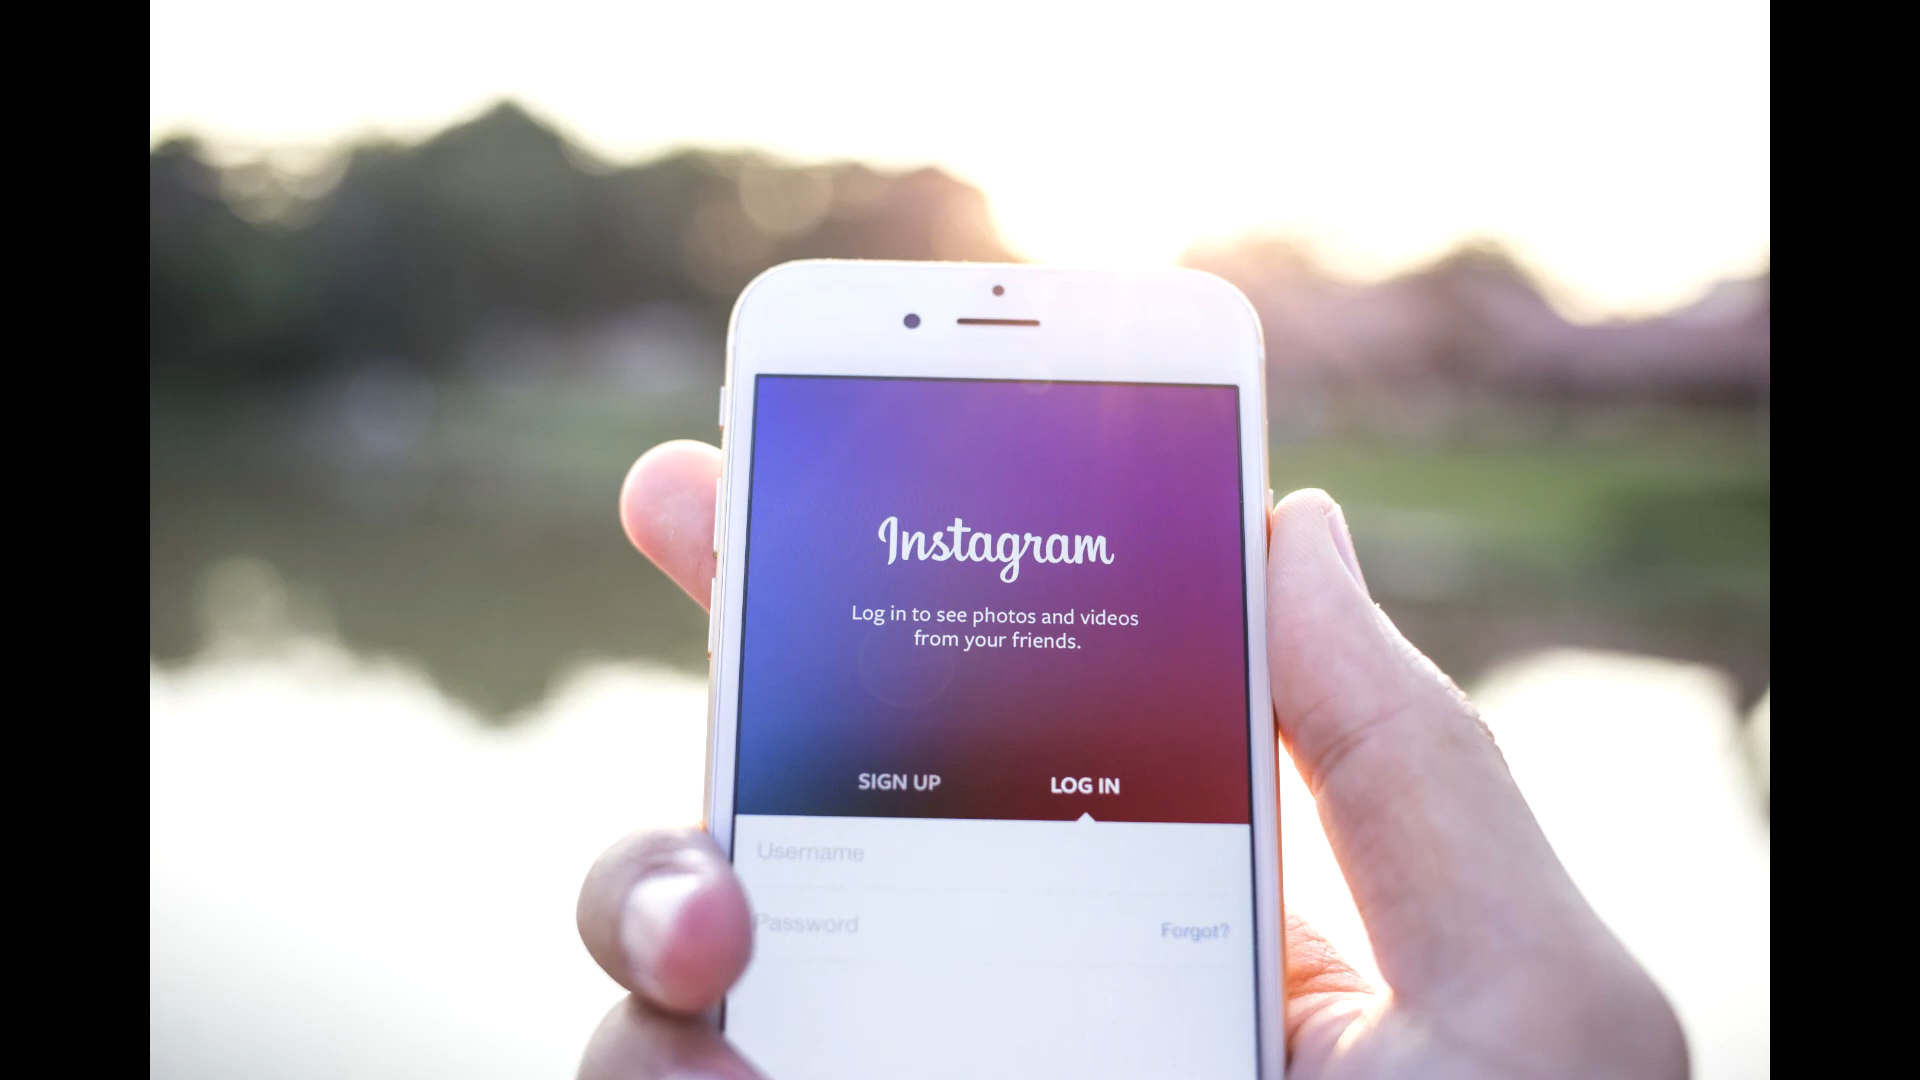 Instagram
Log in to see photos and videos
from your friends.
SIGN UP
LOG IN
Username
Password
Forgot?